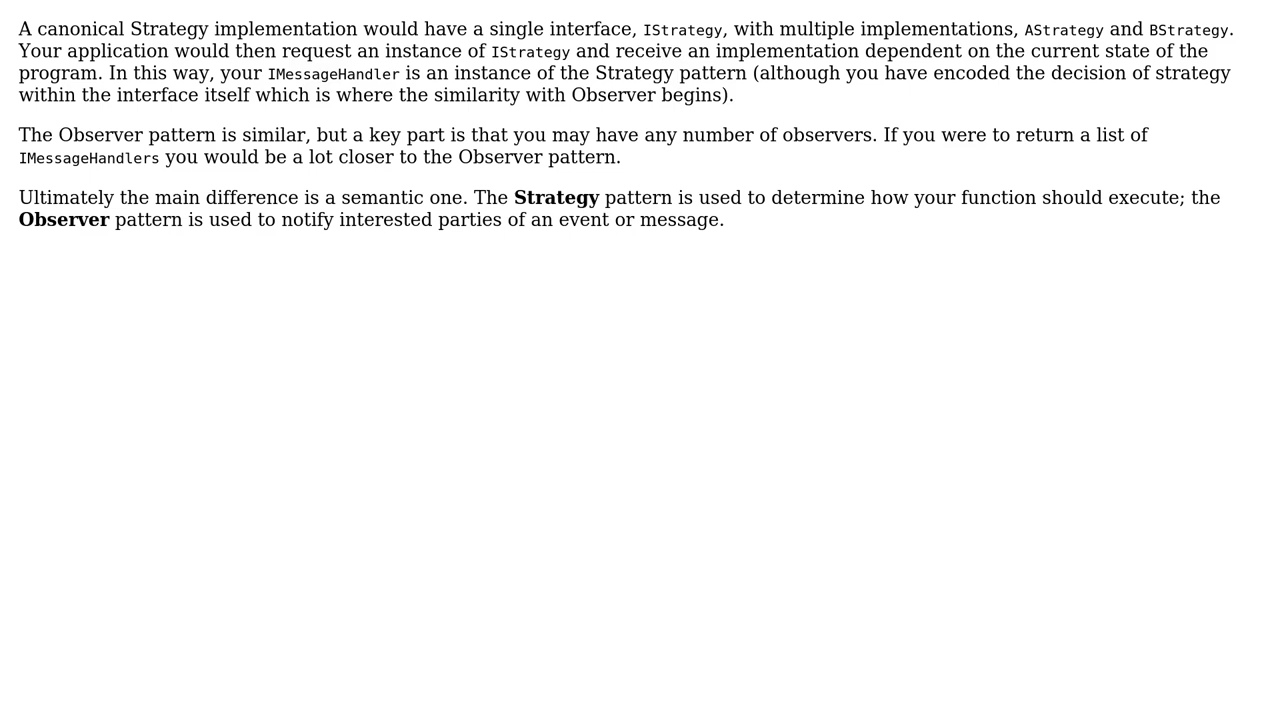 A canonical Strategy implementation would have a single interface, IStrategy, with multiple implementations, AStrategy and BStrategy.
Your application would then request an instance of IStrategy and receive an implementation dependent on the current state of the
program. In this way, your IMessageHandler is an instance of the Strategy pattern (although you have encoded the decision of strategy
within the interface itself which is where the similarity with Observer begins).
The Observer pattern is similar, but a key part is that you may have any number of observers. If you were to return a list of
IMessageHandlers you would be a lot closer to the Observer pattern.
Ultimately the main difference is a semantic one. The Strategy pattern is used to determine how your function should execute; the
Observer pattern is used to notify interested parties of an event or message.